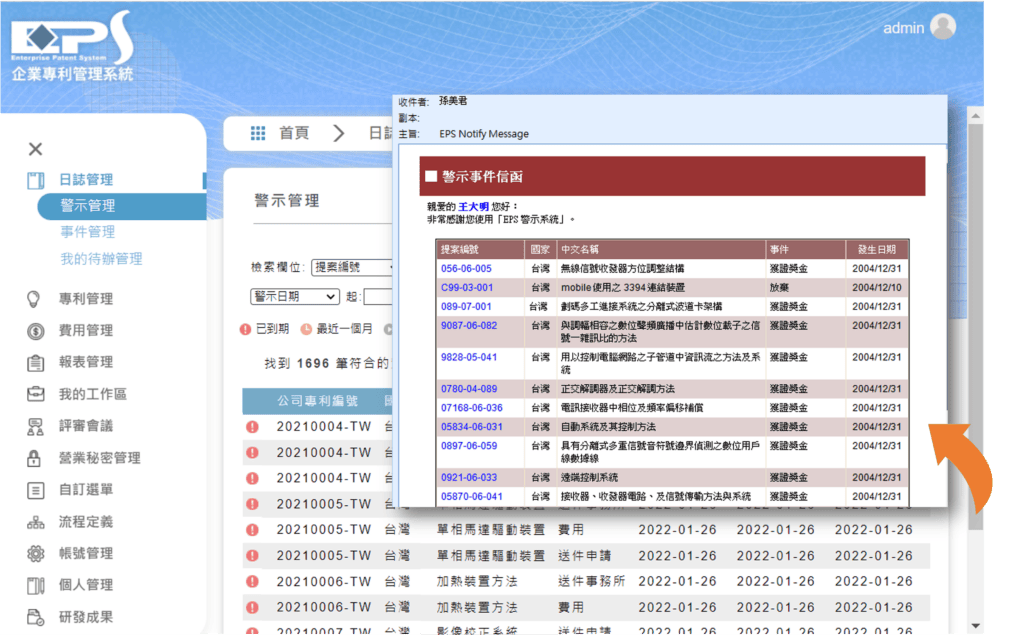 EPS
Enterprise Patent System
企業專利管理系統
admin
日誌管理
警示管理
事件管理
我的待辦管理
專利管理
費用管理
報表管理
我的工作區
評審會議
營業秘密管理
自訂選單
流程定義
帳號管理
個人管理
研發成果
首頁 > 日誌
警示管理
檢索欄位: 提案編號
警示日期 起:
已到期 最近一個月
找到 1696 筆符合的
公司專利編號
20210004-TW
20210004-TW
20210004-TW
20210005-TW
20210005-TW 台灣 單相馬達驅動裝置 費用 2022-01-26 2022-01-26 2022-01-26
20210005-TW 台灣 單相馬達驅動裝置 送件申請 2022-01-26 2022-01-26 2022-01-26
20210006-TW 台灣 加熱裝置方法 送件事務所 2022-01-26 2022-01-26 2022-01-26
20210006-TW 台灣 加熱裝置方法 費用 2022-01-26 2022-01-26 2022-01-26
20210007-TW 台灣 影像校正系統 送件申請 2022-01-26 2022-01-26 2022-01-26
收件者: 孫美君
副本:
主旨: EPS Notify Message
警示事件信函
親愛的 王大明 您好：
非常感謝您使用「EPS 警示系統」。
提案編號 國家 中文名稱 事件 發生日期
056-06-005 台灣 無線信號收發器方位調整結構 獲證獎金 2004/12/31
C99-03-001 台灣 mobile 使用之 3394 連結裝置 放棄 2004/12/10
089-07-001 台灣 劃碼多工進接系統之分離式波道卡架構 獲證獎金 2004/12/31
9087-06-082 台灣 與調幅相容之數位聲頻廣播中估計數位載子之信 獲證獎金 2004/12/31
號一雜訊比的方法
9828-05-041 台灣 用以控制電腦網路之子管道中資訊流之方法及系 獲證獎金 2004/12/31
統
0780-04-089 台灣 正交解調器及正交解調方法 獲證獎金 2004/12/31
07168-06-036 台灣 電訊接收器中相位及頻率偏移補償 獲證獎金 2004/12/31
05834-06-031 台灣 自動系統及其控制方法 獲證獎金 2004/12/31
0897-06-059 台灣 具有分離式多重信號音符號邊界偵測之數位用戶 獲證獎金 2004/12/31
線數據線
0921-06-033 台灣 遠端控制系統 獲證獎金 2004/12/31
05870-06-041 台灣 接收器、收發器電路、及信號傳輸方法與系統 獲證獎金 2004/12/31